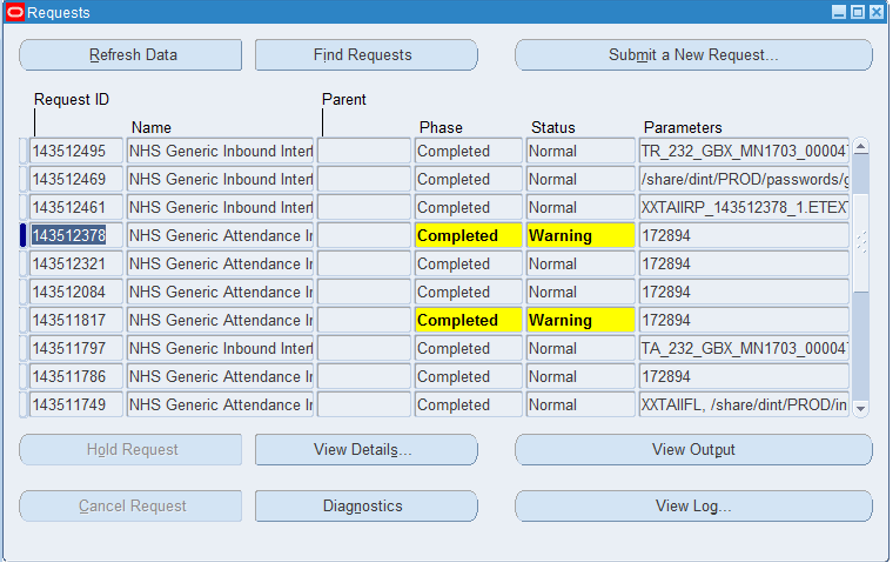 Requests
Refresh Data Find Requests Submit a New Request...
Request ID Parent
Name Phase Status Parameters
143512495 NHS Generic Inbound Interf Completed Normal TR_232_GBX_MN1703_000047
143512469 NHS Generic Inbound Interf Completed Normal /share/dint/PROD/passwords/g
143512461 NHS Generic Inbound Interf Completed Normal XXTAIIRP_143512378_1.ETEXT
143512378 NHS Generic Attendance Ir Completed Warning 172894
143512321 NHS Generic Attendance Ir Completed Normal 172894
143512084 NHS Generic Attendance Ir Completed Normal 172894
143511817 NHS Generic Attendance Ir Completed Warning 172894
143511797 NHS Generic Inbound Interf Completed Normal TA_232_GBX_MN1703_000047
143511786 NHS Generic Attendance Ir Completed Normal 172894
143511749 NHS Generic Attendance Ir Completed Normal XXTAIIFL, /share/dint/PROD/in
Hold Request View Details... View Output
Cancel Request Diagnostics View Log...